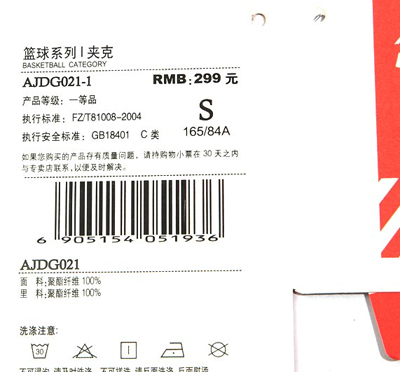 篮球系列 | 夹克
BASKETBALL CATEGORY
AJDG021-1
RMB: 299 元
产品等级: 一等品
执行标准: FZ/T81008-2004
S
执行安全标准: GB18401 C 类
165/84A
如果您购买的产品存有质量问题, 请持购物小票在 30 天之内
与专卖店联系, 以便及时解决。
6 905154 051936
AJDG021
面 料: 聚酯纤维 100%
里 料: 聚酯纤维 100%
洗涤注意:
30